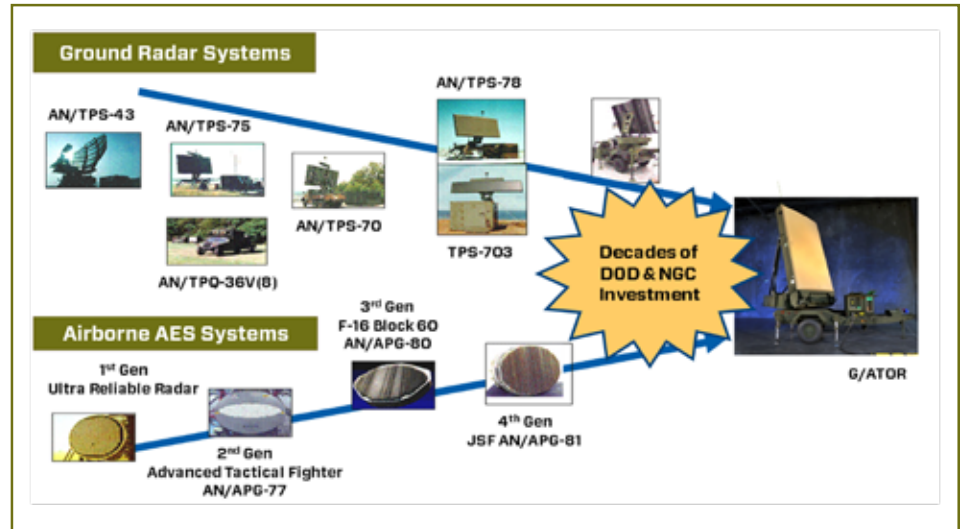 Ground Radar Systems
AN/TPS-43
AN/TPS-75
AN/TPS-70
AN/TPQ-36V(8)
AN/TPS-78
TPS-703
Decades of
DOD & NGC
Investment
G/ATOR
Airborne AES Systems
1st Gen
Ultra Reliable Radar
2nd Gen
Advanced Tactical Fighter
AN/APG-77
3rd Gen
F-16 Block 60
AN/APG-80
4th Gen
JSF AN/APG-81